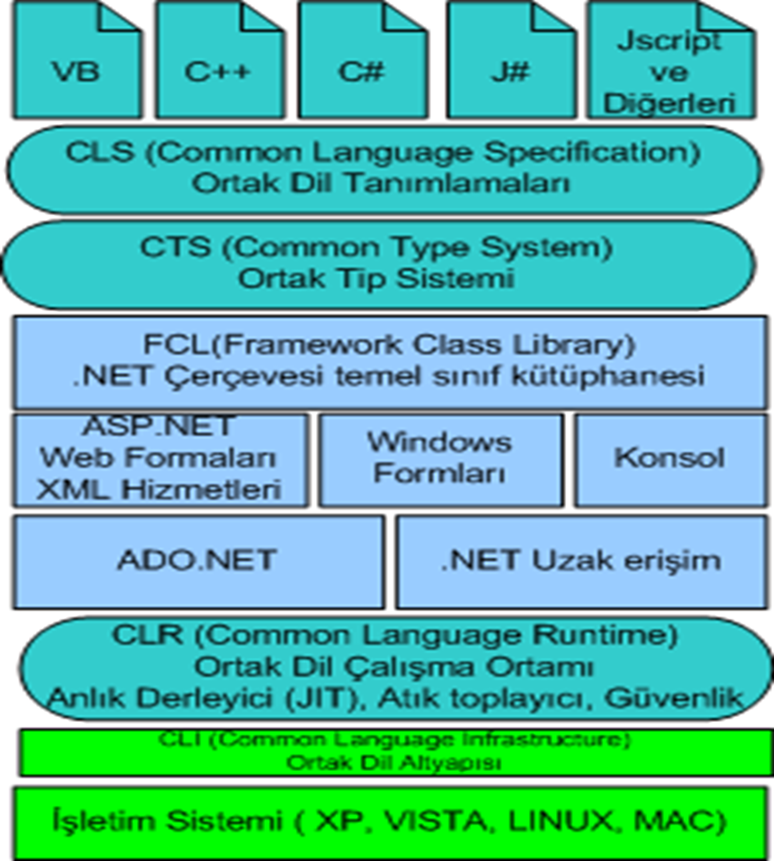 VB
C++
C#
J#
Jscript
ve
Diğerleri
CLS (Common Language Specification)
Ortak Dil Tanımlamaları
CTS (Common Type System)
Ortak Tip Sistemi
FCL(Framework Class Library)
.NET Çerçevesi temel sınıf kütüphanesi
ASP.NET
Web Formaları
XML Hizmetleri
Windows
Formları
Konsol
ADO.NET
.NET Uzak erişim
CLR (Common Language Runtime)
Ortak Dil Çalışma Ortamı
Anlık Derleyici (JIT), Atık toplayıcı, Güvenlik
CLI (Common Language Infrastructure)
Ortak Dil Altyapısı
İşletim Sistemi ( XP, VISTA, LINUX, MAC)